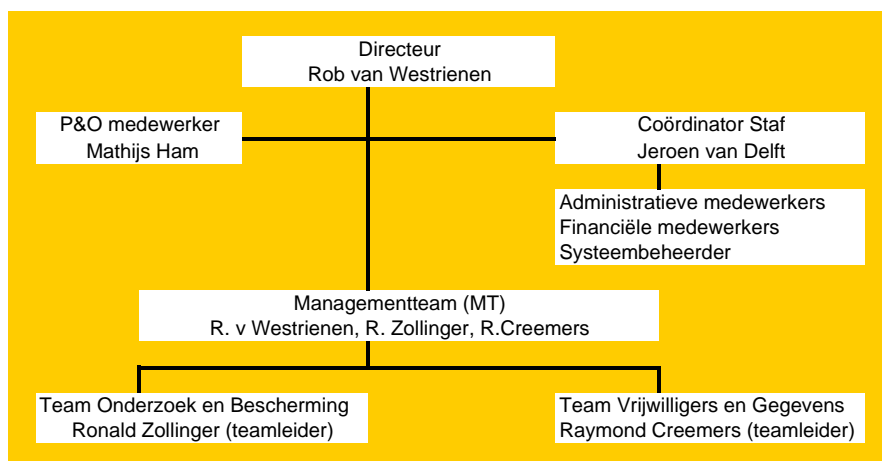 Directeur
Rob van Westrienen
P&O medewerker
Mathijs Ham
Coördinator Staf
Jeroen van Delft
Administratieve medewerkers
Financiële medewerkers
Systeembeheerder
Managementteam (MT)
R. v Westrienen, R. Zollinger, R.Creemers
Team Onderzoek en Bescherming
Ronald Zollinger (teamleider)
Team Vrijwilligers en Gegevens
Raymond Creemers (teamleider)